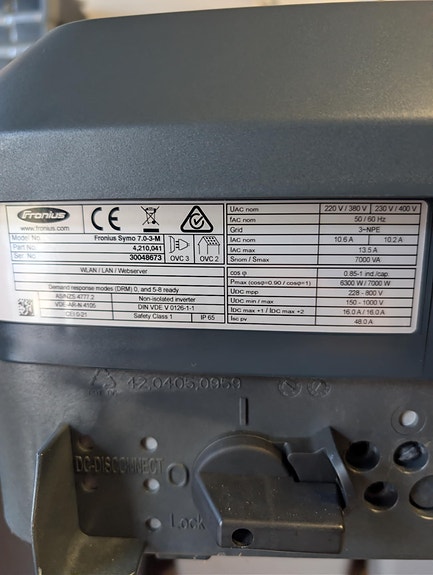 Fronius
www.fronius.com
CE
Model No. Fronius Symo 7.0-3-M
Part No. 4,210,041
Ser. No. 30048673
OVC 3 OVC 2
WLAN / LAN / Webserver
Demand response modes (DRM) 0, and 5-8 ready
AS/NZS 4777.2 Non-isolated inverter
VDE-AR-N 4105 DIN VDE V 0126-1-1
CEI 0-21 Safety Class 1 IP 65
UAC nom 220 V / 380 V 230 V / 400 V
fAC nom 50 / 60 Hz
Grid 3~NPE
IAC nom 10.6 A 10.2 A
IAC max 13.5 A
Snom / Smax 7000 VA
cos φ 0.85-1 ind./cap.
Pmax (cosφ=0.90 / cosφ=1) 6300 W / 7000 W
UDC mpp 228 - 800 V
UDC min / max 150 - 1000 V
IDC max +1 / IDC max +2 16.0 A / 16.0 A
Isc pv 48.0 A
42,0405,0959
I
DC-DISCONNECT O
Lock